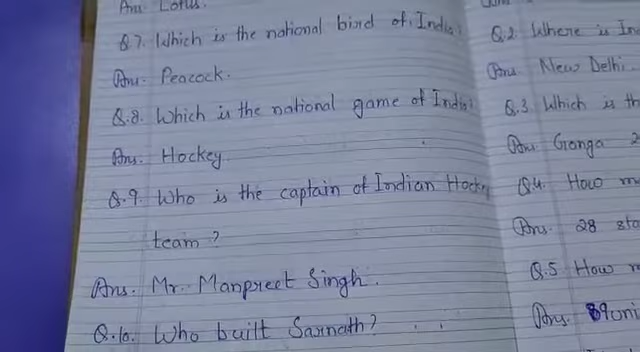 Ans. Lotus.
Q.7. Which is the national bird of India?
Ans. Peacock.
Q.8. Which is the national game of India?
Ans. Hockey.
Q.9. Who is the captain of Indian Hockey
team?
Ans. Mr. Manpreet Singh.
Q.10. Who built Sarnath?
Q.2. Where is
Ans. New Delhi.
Q.3. Which is
Ans. Ganga
Q.4. How
Ans. 28
Q.5 How
Ans.